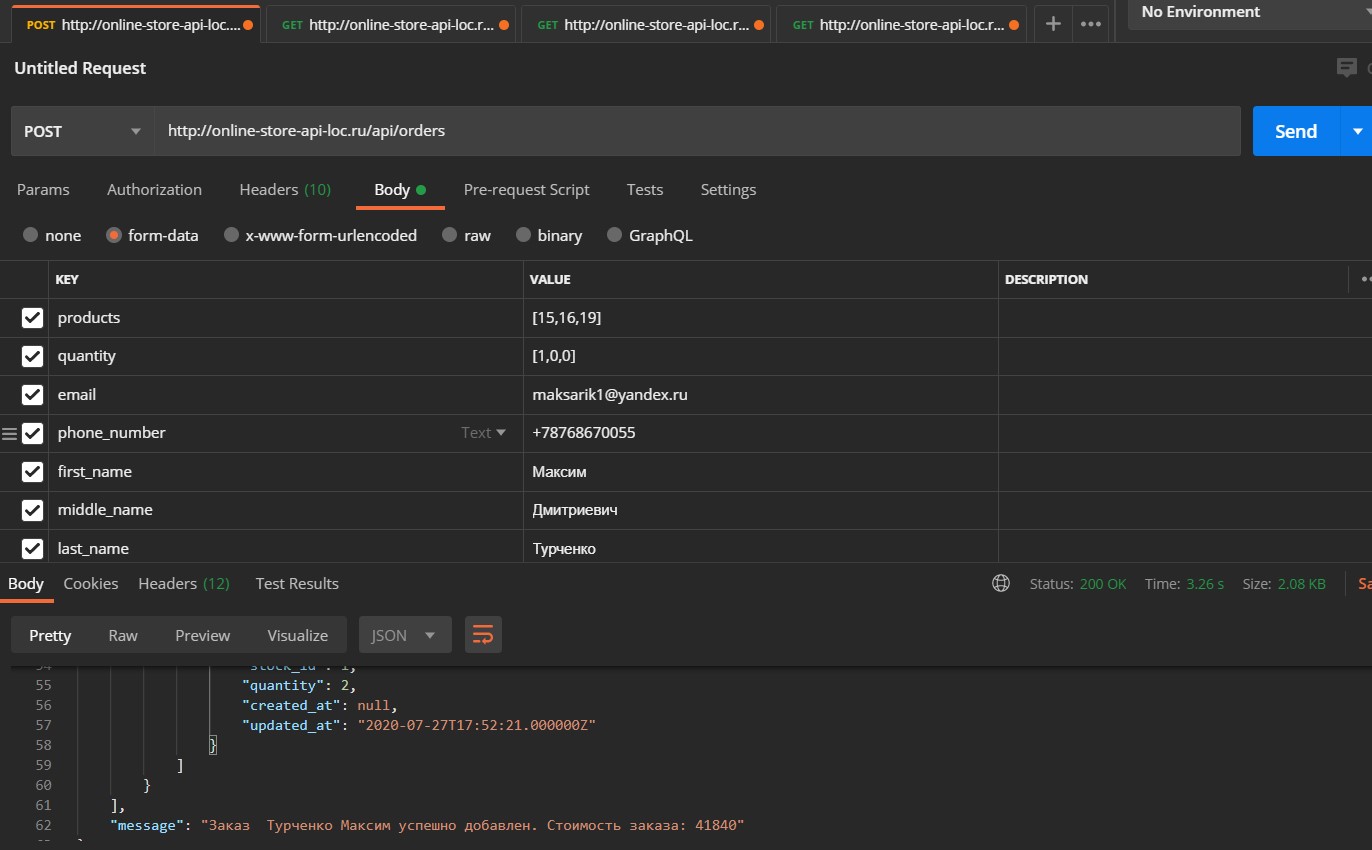 POST http://online-store-api-loc.... GET http://online-store-api-loc.r... GET http://online-store-api-loc.r... GET http://online-store-api-loc.r... + ••• No Environment
Untitled Request
POST http://online-store-api-loc.ru/api/orders Send
Params Authorization Headers (10) Body Pre-request Script Tests Settings
none form-data x-www-form-urlencoded raw binary GraphQL
KEY VALUE DESCRIPTION
products [15,16,19]
quantity [1,0,0]
email maksarik1@yandex.ru
phone_number Text +78768670055
first_name Максим
middle_name Дмитриевич
last_name Турченко
Body Cookies Headers (12) Test Results Status: 200 OK Time: 3.26 s Size: 2.08 KB Sa
Pretty Raw Preview Visualize JSON
54 "stock_id": 1,
55 "quantity": 2,
56 "created_at": null,
57 "updated_at": "2020-07-27T17:52:21.000000Z"
58 }
59 ]
60 }
61 ],
62 "message": "Заказ  Турченко Максим успешно добавлен. Стоимость заказа: 41840"